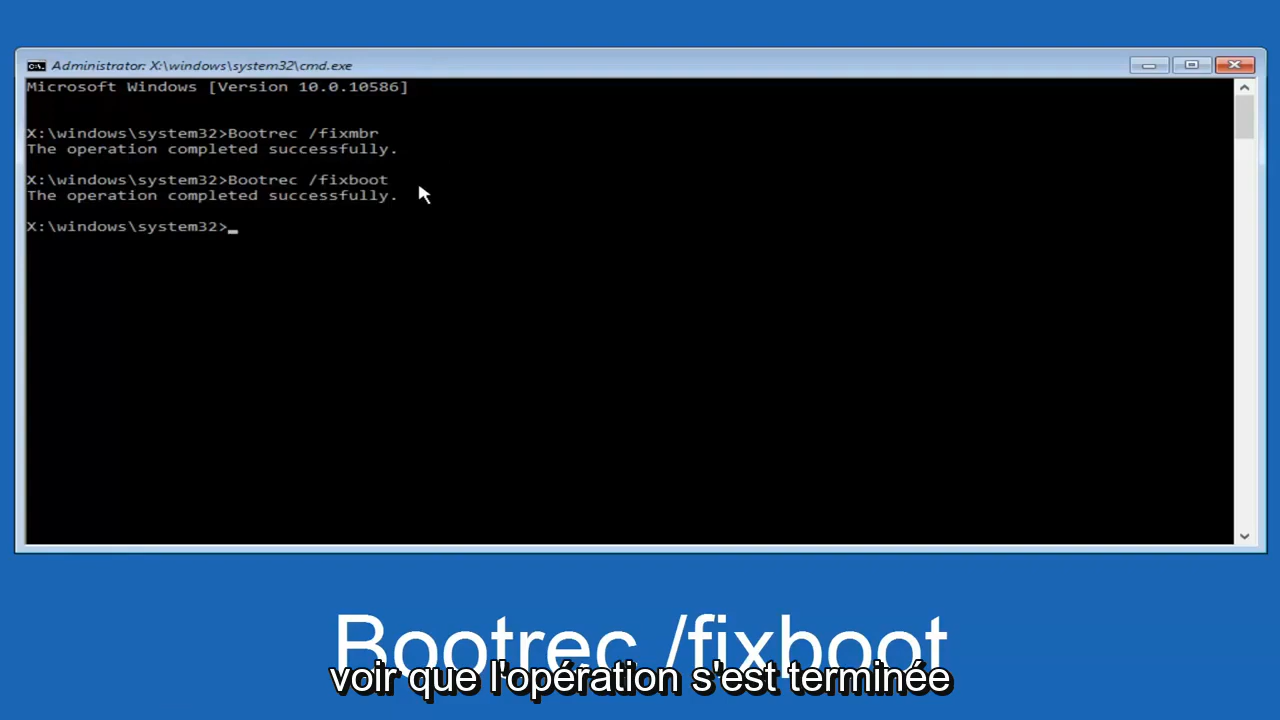 Administrator: X:\windows\system32\cmd.exe
Microsoft Windows [Version 10.0.10586]
X:\windows\system32>Bootrec /fixmbr
The operation completed successfully.
X:\windows\system32>Bootrec /fixboot
The operation completed successfully.
X:\windows\system32>_
Bootrec /fixboot
voir que l'opération s'est terminée